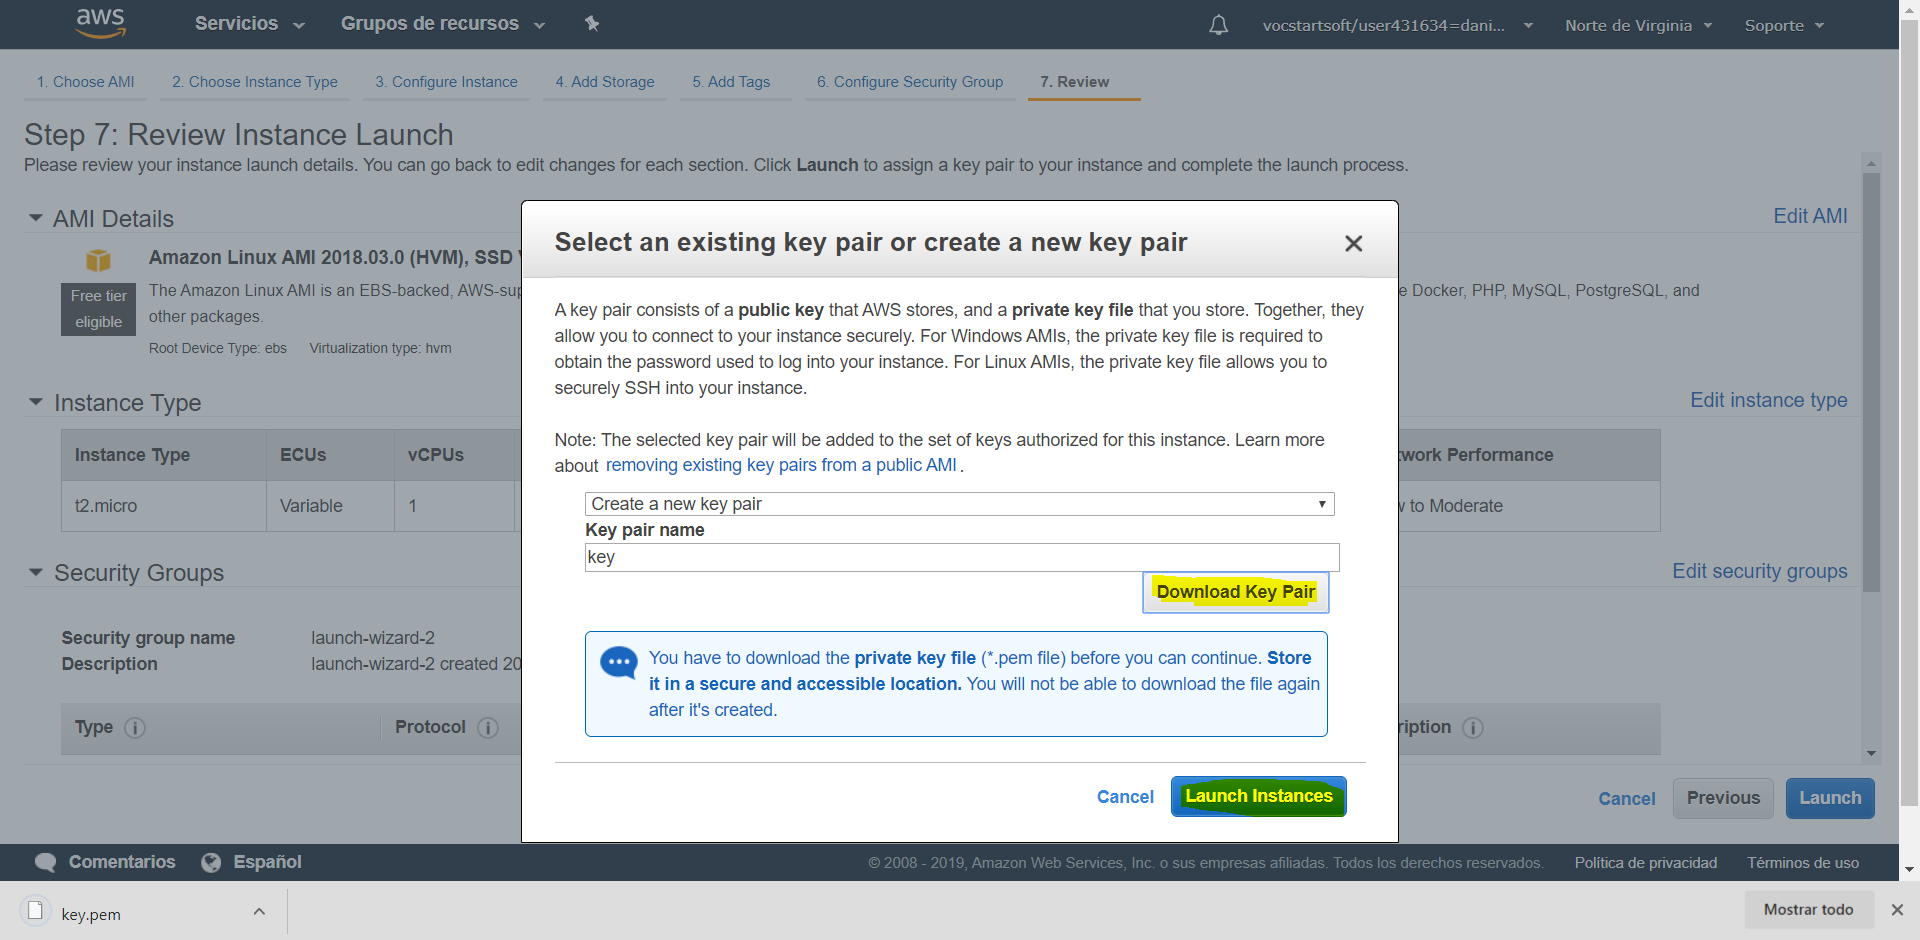 aws
Servicios
Grupos de recursos
vocstartsoft/user431634=dani...
Norte de Virginia
Soporte
1. Choose AMI
2. Choose Instance Type
3. Configure Instance
4. Add Storage
5. Add Tags
6. Configure Security Group
7. Review
Step 7: Review Instance Launch
Please review your instance launch details. You can go back to edit changes for each section. Click Launch to assign a key pair to your instance and complete the launch process.
AMI Details
Edit AMI
Amazon Linux AMI 2018.03.0 (HVM), SSD
Free tier
eligible
The Amazon Linux AMI is an EBS-backed, AWS-sup
e Docker, PHP, MySQL, PostgreSQL, and
other packages.
Root Device Type: ebs Virtualization type: hvm
Instance Type
Edit instance type
Instance Type
ECUs
vCPUs
work Performance
t2.micro
Variable
1
to Moderate
Security Groups
Edit security groups
Security group name launch-wizard-2
Description launch-wizard-2 created 20
Type
Protocol
ription
Select an existing key pair or create a new key pair
A key pair consists of a public key that AWS stores, and a private key file that you store. Together, they
allow you to connect to your instance securely. For Windows AMIs, the private key file is required to
obtain the password used to log into your instance. For Linux AMIs, the private key file allows you to
securely SSH into your instance.
Note: The selected key pair will be added to the set of keys authorized for this instance. Learn more
about removing existing key pairs from a public AMI.
Create a new key pair
Key pair name
key
Download Key Pair
You have to download the private key file (*.pem file) before you can continue. Store
it in a secure and accessible location. You will not be able to download the file again
after it's created.
Cancel
Launch Instances
Cancel
Previous
Launch
Comentarios
Español
© 2008 - 2019, Amazon Web Services, Inc. o sus empresas afiliadas. Todos los derechos reservados.
Política de privacidad
Términos de uso
key.pem
Mostrar todo